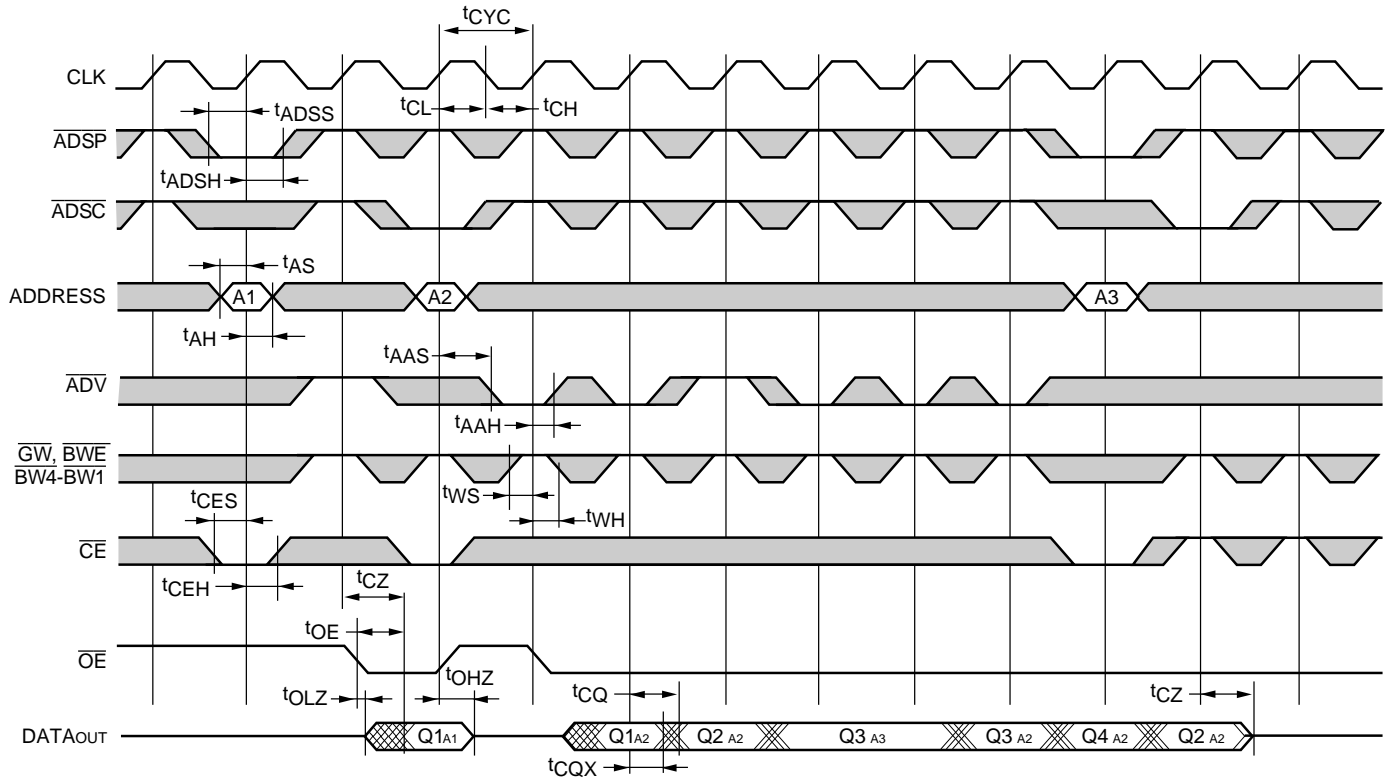 tCYC
CLK
tADSS
tCL
tCH
ADSP
tADSH
ADSC
tAS
ADDRESS
A1
A2
A3
tAH
tAAS
ADV
tAAH
GW, BWE
BW4-BW1
tCES
tWS
tWH
CE
tCEH
tCZ
tOE
OE
tOLZ
tOHZ
tCQ
tCZ
DATAOUT
Q1A1
Q1A2
Q2 A2
Q3 A3
Q3 A2
Q4 A2
Q2 A2
tCQX